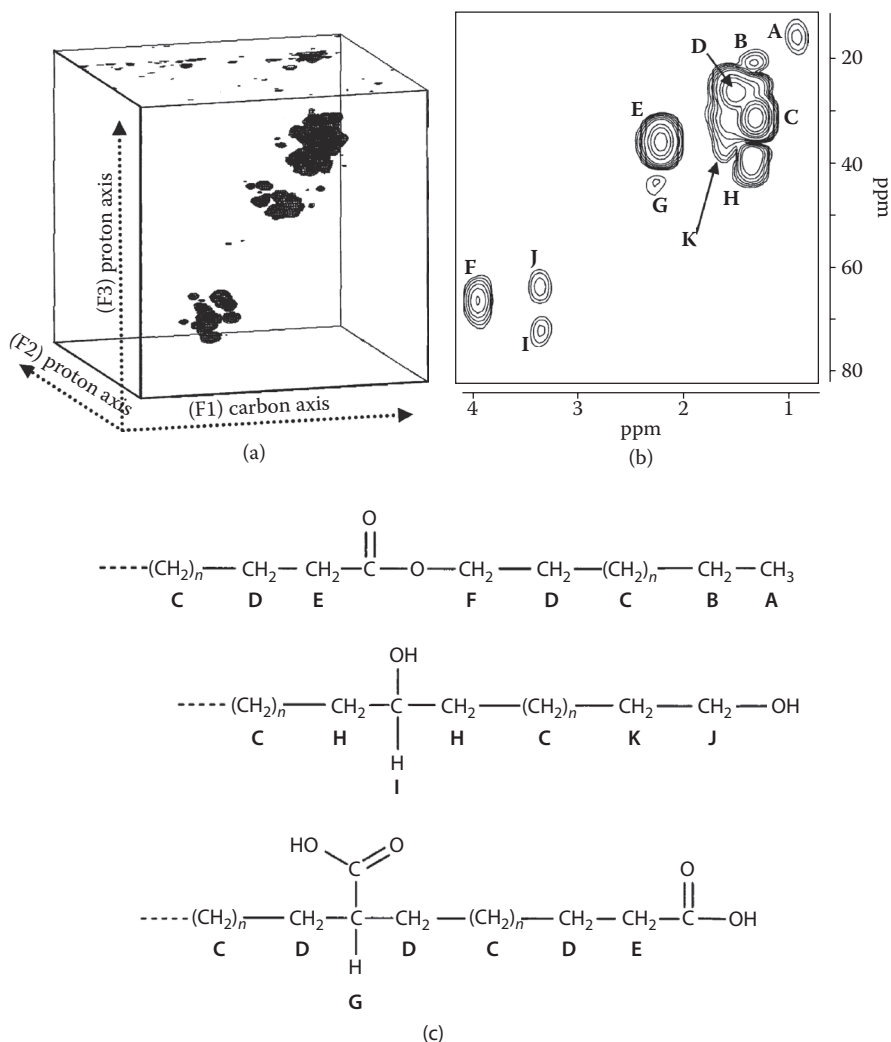 (F3) proton axis
(F2) proton axis
(F1) carbon axis
(a)
A
B
D
C
E
G
H
K
F
J
I
20
40
60
80
ppm
4 3 2 1
ppm
(b)
O
(CH2)n CH2 CH2 C O CH2 CH2 (CH2)n CH2 CH3
C D E F D C B A
OH
(CH2)n CH2 C CH2 (CH2)n CH2 CH2 OH
C H H C K J
H
I
HO O
C O
(CH2)n CH2 C CH2 (CH2)n CH2 CH2 C OH
C D D C D E
H
G
(c)